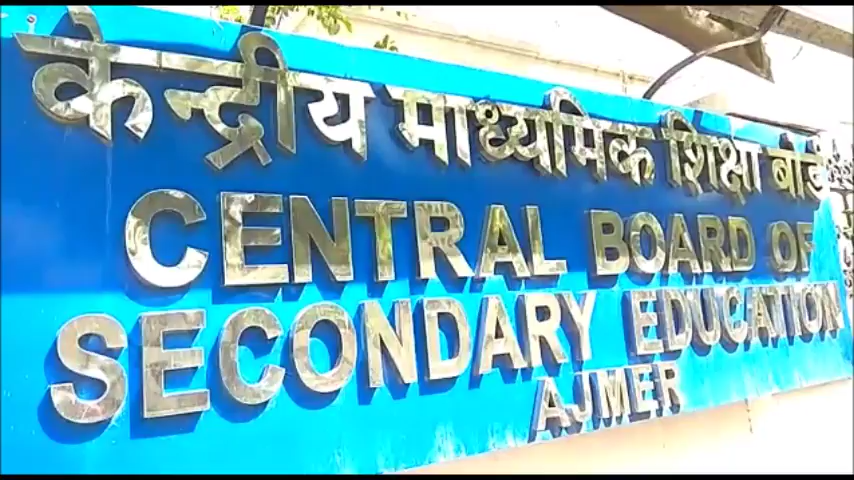 केन्द्रीय माध्यमिक शिक्षा बोर्ड
CENTRAL BOARD OF
SECONDARY EDUCATION
AJMER